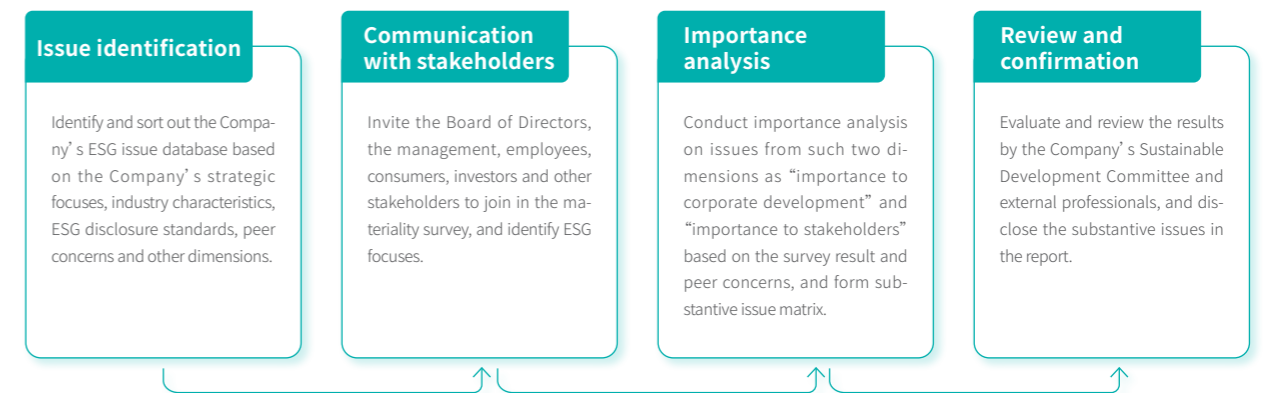 Issue identification
Identify and sort out the Compa-
ny’s ESG issue database based
on the Company’s strategic
focuses, industry characteristics,
ESG disclosure standards, peer
concerns and other dimensions.
Communication
with stakeholders
Invite the Board of Directors,
the management, employees,
consumers, investors and other
stakeholders to join in the ma-
teriality survey, and identify ESG
focuses.
Importance
analysis
Conduct importance analysis
on issues from such two di-
mensions as “importance to
corporate development” and
“importance to stakeholders”
based on the survey result and
peer concerns, and form sub-
stantive issue matrix.
Review and
confirmation
Evaluate and review the results
by the Company’s Sustainable
Development Committee and
external professionals, and dis-
close the substantive issues in
the report.